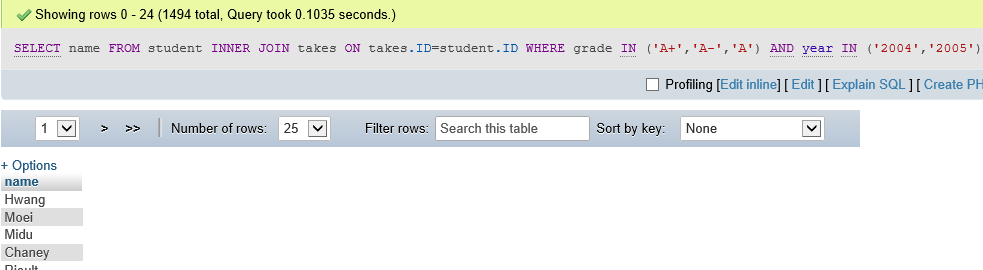 Showing rows 0 - 24 (1494 total, Query took 0.1035 seconds.)
SELECT name FROM student INNER JOIN takes ON takes.ID=student.ID WHERE grade IN ('A+','A-','A') AND year IN ('2004','2005')
Profiling [Edit inline] [ Edit ] [ Explain SQL ] [ Create PH
1 > >> Number of rows: 25 Filter rows: Search this table Sort by key: None
+ Options
name
Hwang
Moei
Midu
Chaney